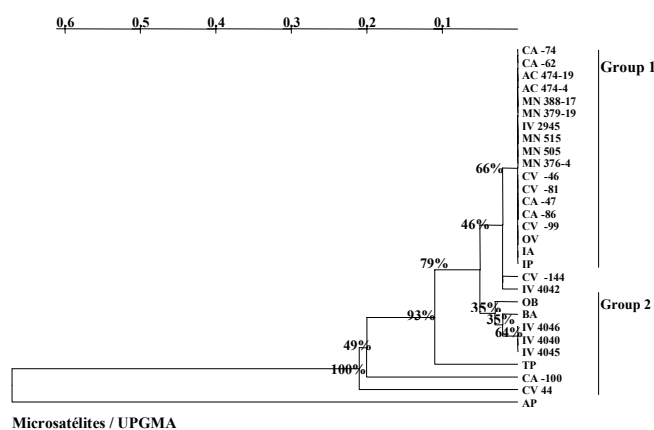 0,6 0,5 0,4 0,3 0,2 0,1
CA -74
CA -62
Group 1
AC 474-19
AC 474-4
MN 388-17
MN 379-19
IV 2945
MN 515
MN 505
MN 376-4
66%
CV -46
CV -81
CA -47
CA -86
CV -99
46%
OV
IA
79%
IP
CV -144
IV 4042
OB
Group 2
35%
BA
93%
35%
IV 4046
64%
IV 4040
49%
IV 4045
TP
100%
CA -100
CV 44
AP
Microsatélites / UPGMA